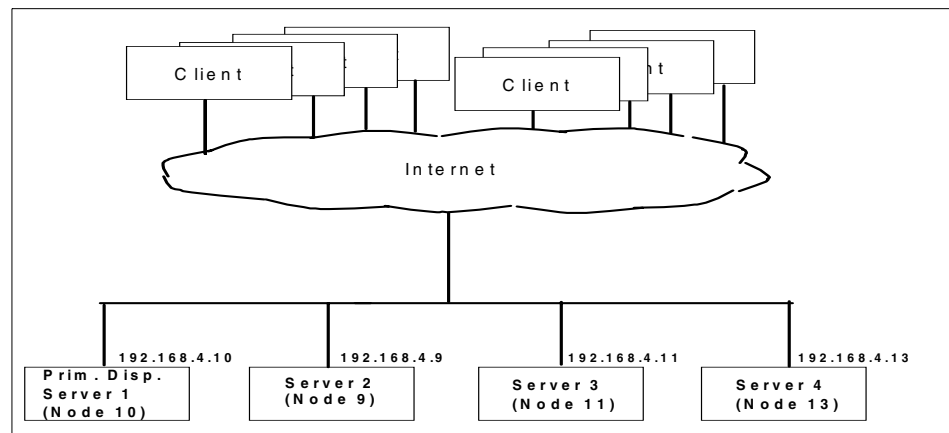 Client
Client
Internet
192.168.4.10
192.168.4.9
192.168.4.11
192.168.4.13
Prim. Disp.
Server 1
(Node 10)
Server 2
(Node 9)
Server 3
(Node 11)
Server 4
(Node 13)